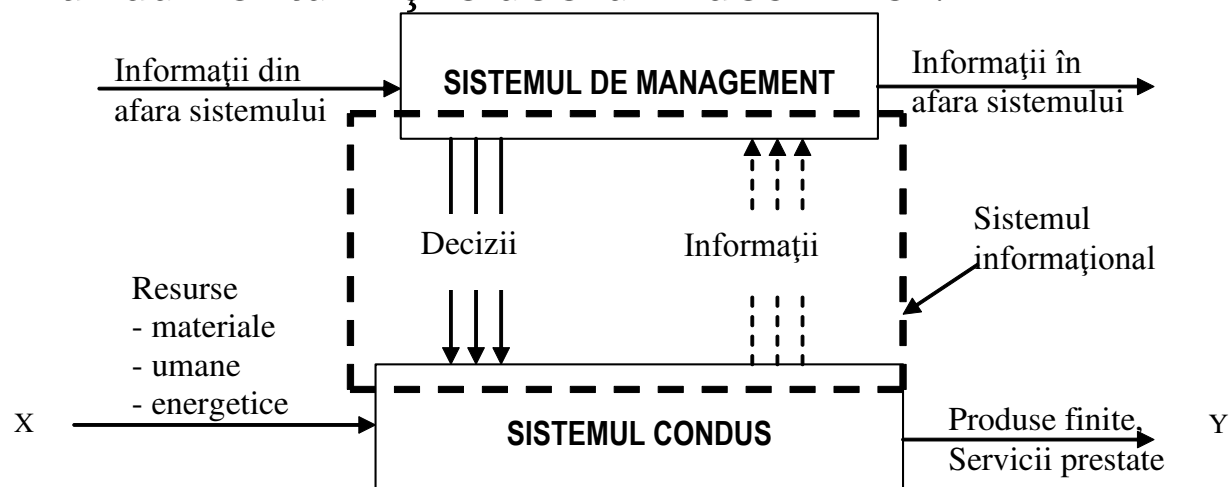 Informaţii din
afara sistemului
SISTEMUL DE MANAGEMENT
Informaţii în
afara sistemului
Decizii
Informaţii
Sistemul
informaţional
Resurse
- materiale
- umane
- energetice
X
SISTEMUL CONDUS
Produse finite,
Servicii prestate
Y